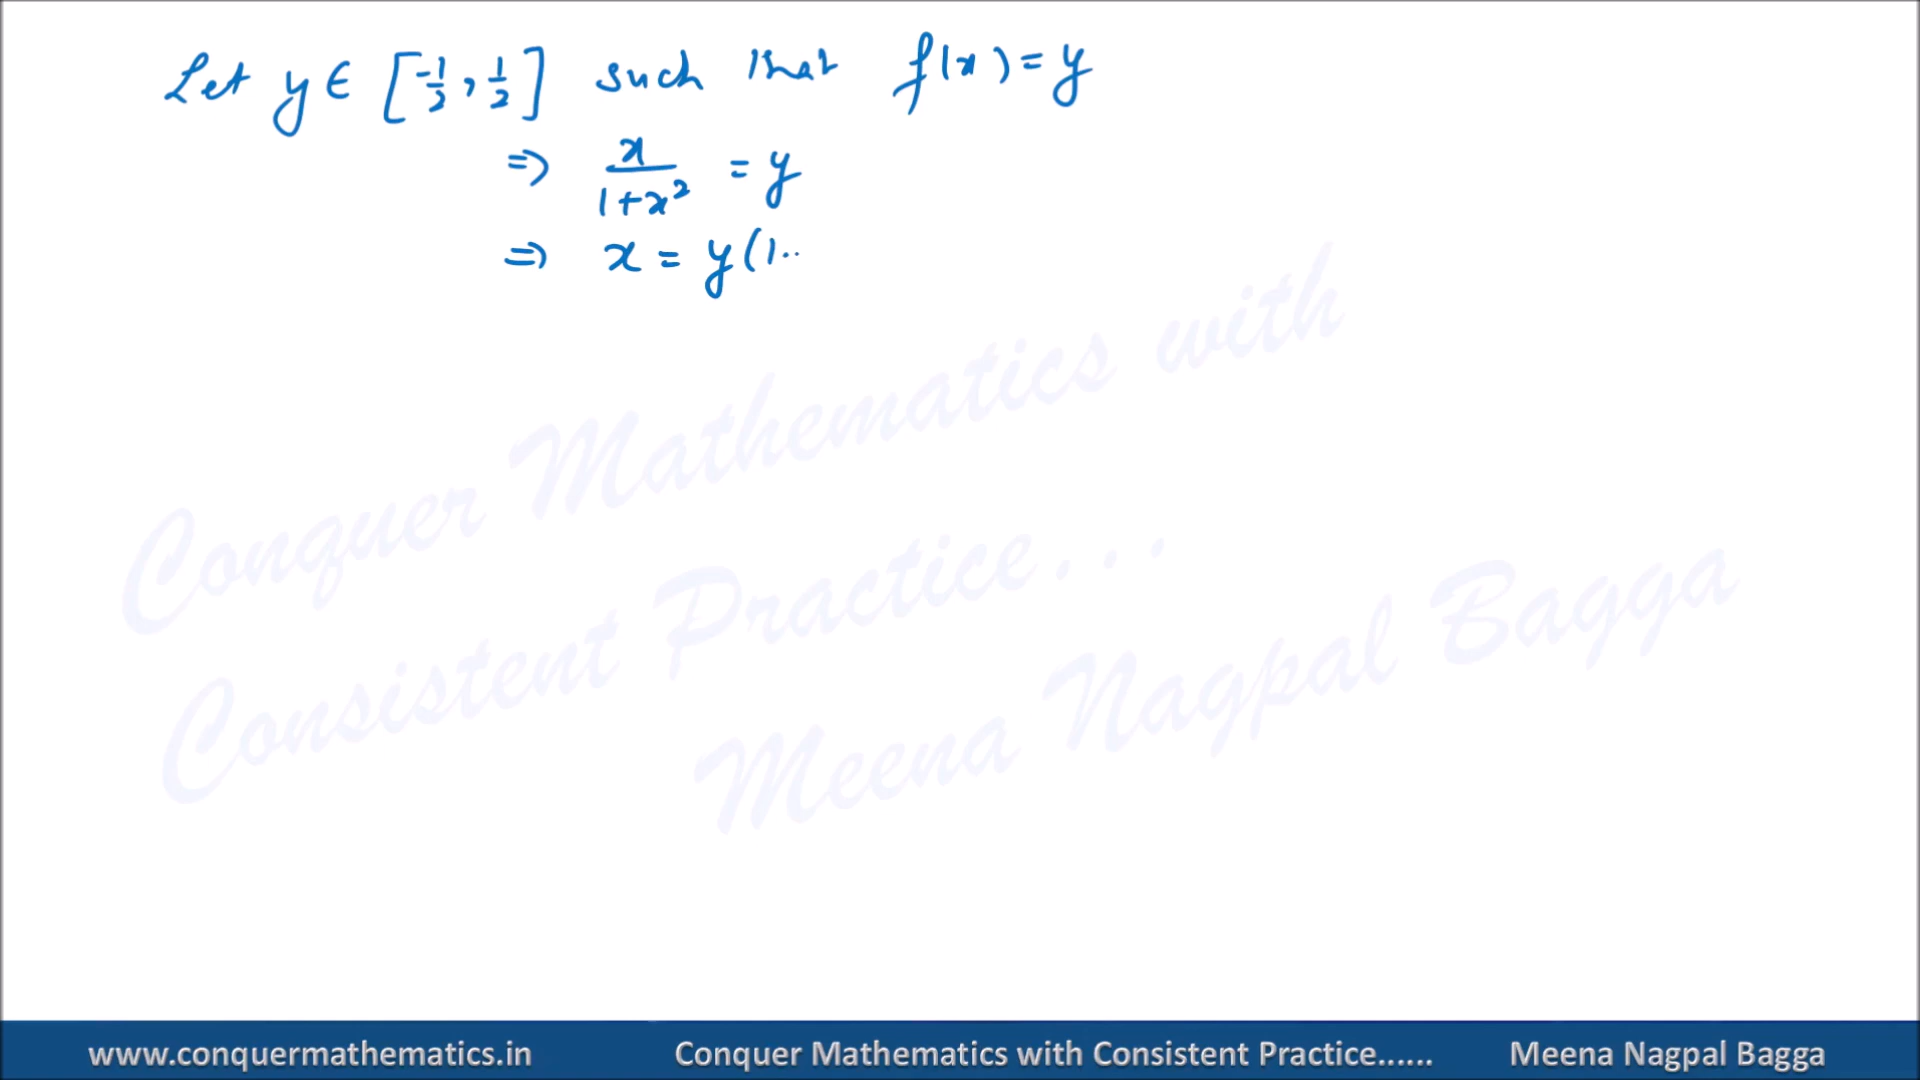 Let y ∈ [-1/2, 1/2] such that f(x) = y
⇒ x/(1+x²) = y
⇒ x = y(1..
Conquer Mathematics with
Consistent Practice...
Meena Nagpal Bagga
www.conquermathematics.in Conquer Mathematics with Consistent Practice...... Meena Nagpal Bagga